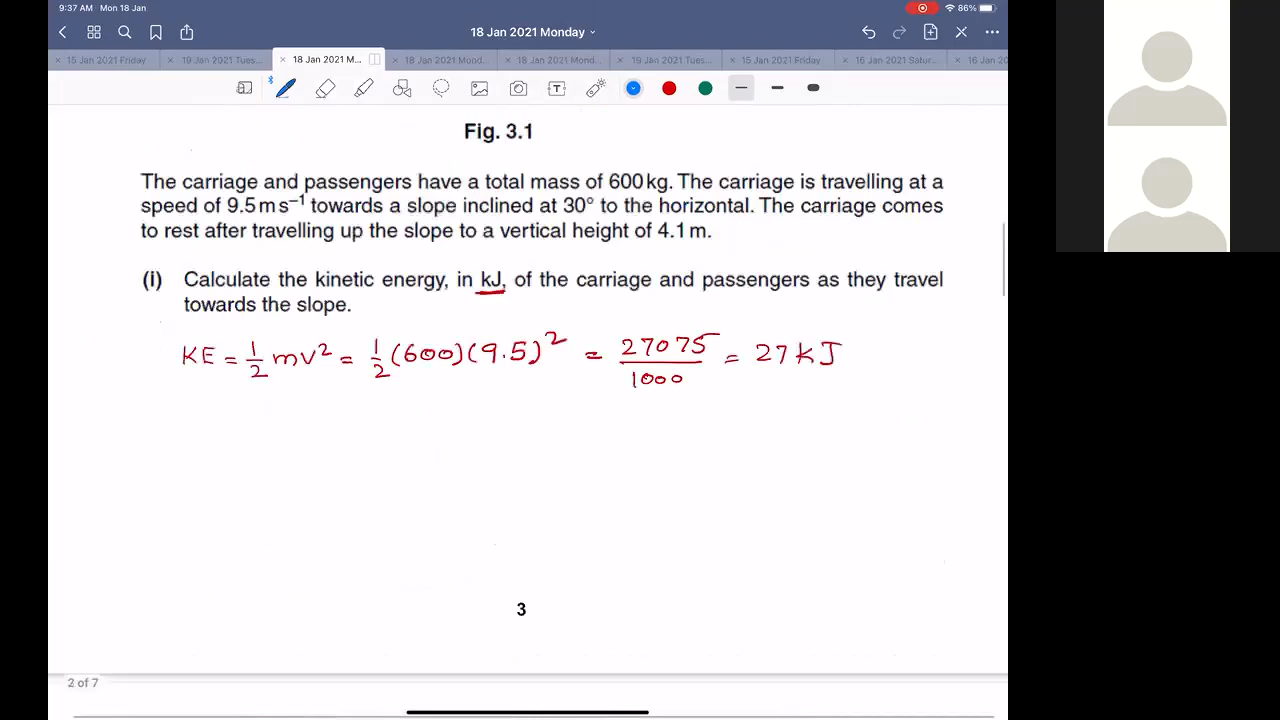 9:37 AM Mon 18 Jan
86%
18 Jan 2021 Monday
15 Jan 2021 Friday
19 Jan 2021 Tues...
18 Jan 2021 M...
18 Jan 2021 Mond...
18 Jan 2021 Mond...
19 Jan 2021 Tues...
15 Jan 2021 Friday
16 Jan 2021 Satur...
16 Jan 20
T
Fig. 3.1
The carriage and passengers have a total mass of 600 kg. The carriage is travelling at a
speed of 9.5 m s⁻¹ towards a slope inclined at 30° to the horizontal. The carriage comes
to rest after travelling up the slope to a vertical height of 4.1 m.
(i) Calculate the kinetic energy, in kJ, of the carriage and passengers as they travel
towards the slope.
KE = 1/2 mv² = 1/2 (600)(9.5)² = 27075/1000 = 27 kJ
3
2 of 7